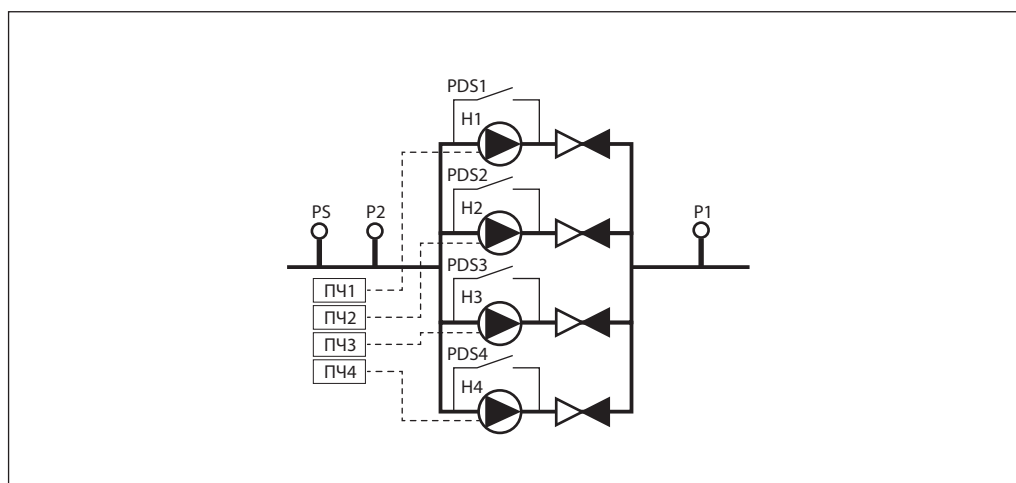 PDS1
H1
PDS2
PS P2 H2 P1
PDS3
ПЧ1
H3
ПЧ2
ПЧ3
PDS4
ПЧ4
H4